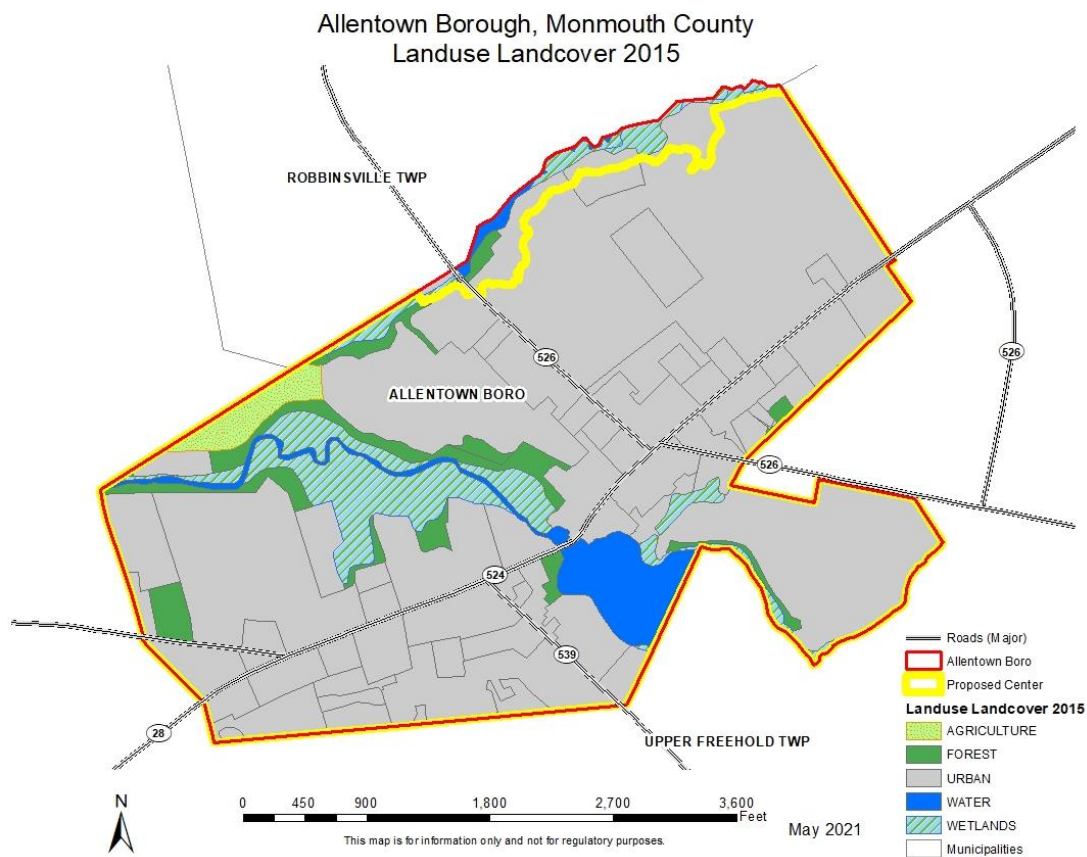 Allentown Borough, Monmouth County
Landuse Landcover 2015
ROBBINSVILLE TWP
526
526
ALLENTOWN BORO
526
524
539
28
UPPER FREEHOLD TWP
Roads (Major)
Allentown Boro
Proposed Center
Landuse Landcover 2015
AGRICULTURE
FOREST
URBAN
WATER
WETLANDS
Municipalities
N
0 450 900 1,800 2,700 3,600
Feet
This map is for information only and not for regulatory purposes.
May 2021